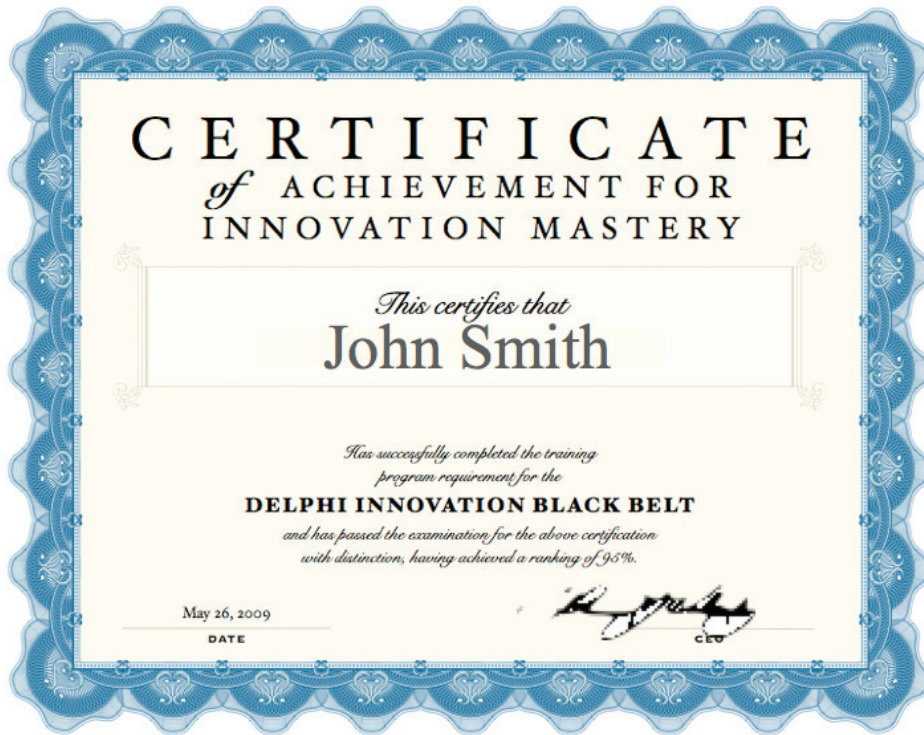 CERTIFICATE
of ACHIEVEMENT FOR
INNOVATION MASTERY
This certifies that
John Smith
Has successfully completed the training
program requirement for the
DELPHI INNOVATION BLACK BELT
and has passed the examination for the above certification
with distinction, having achieved a ranking of 95%.
May 26, 2009
DATE
CEO